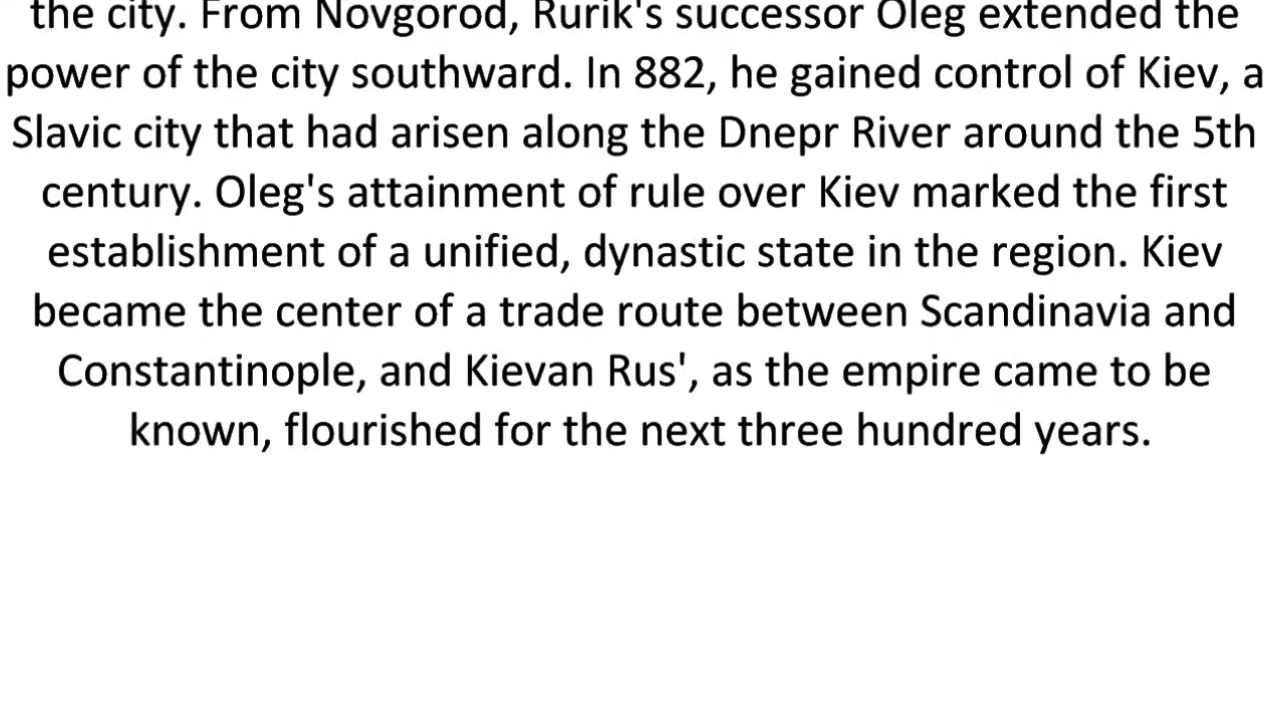 the city. From Novgorod, Rurik's successor Oleg extended the
power of the city southward. In 882, he gained control of Kiev, a
Slavic city that had arisen along the Dnepr River around the 5th
century. Oleg's attainment of rule over Kiev marked the first
establishment of a unified, dynastic state in the region. Kiev
became the center of a trade route between Scandinavia and
Constantinople, and Kievan Rus', as the empire came to be
known, flourished for the next three hundred years.